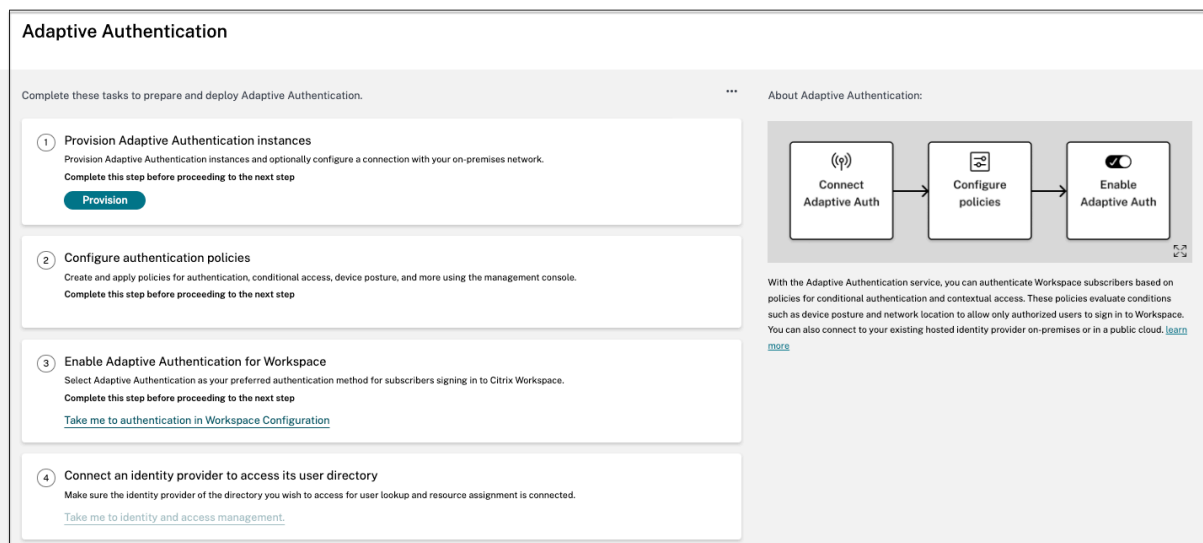 Adaptive Authentication
Complete these tasks to prepare and deploy Adaptive Authentication.
...
1
Provision Adaptive Authentication instances
Provision Adaptive Authentication instances and optionally configure a connection with your on-premises network.
Complete this step before proceeding to the next step
Provision
2
Configure authentication policies
Create and apply policies for authentication, conditional access, device posture, and more using the management console.
Complete this step before proceeding to the next step
3
Enable Adaptive Authentication for Workspace
Select Adaptive Authentication as your preferred authentication method for subscribers signing in to Citrix Workspace.
Complete this step before proceeding to the next step
Take me to authentication in Workspace Configuration
4
Connect an identity provider to access its user directory
Make sure the identity provider of the directory you wish to access for user lookup and resource assignment is connected.
Take me to identity and access management.
About Adaptive Authentication:
Connect
Adaptive Auth
Configure
policies
Enable
Adaptive Auth
With the Adaptive Authentication service, you can authenticate Workspace subscribers based on
policies for conditional authentication and contextual access. These policies evaluate conditions
such as device posture and network location to allow only authorized users to sign in to Workspace.
You can also connect to your existing hosted identity provider on-premises or in a public cloud. learn
more